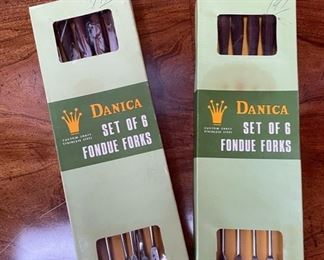 DANICA
CUSTOM CRAFT
STAINLESS STEEL
SET OF 6
FONDUE FORKS
DANICA
CUSTOM CRAFT
STAINLESS STEEL
SET OF 6
FONDUE FORKS